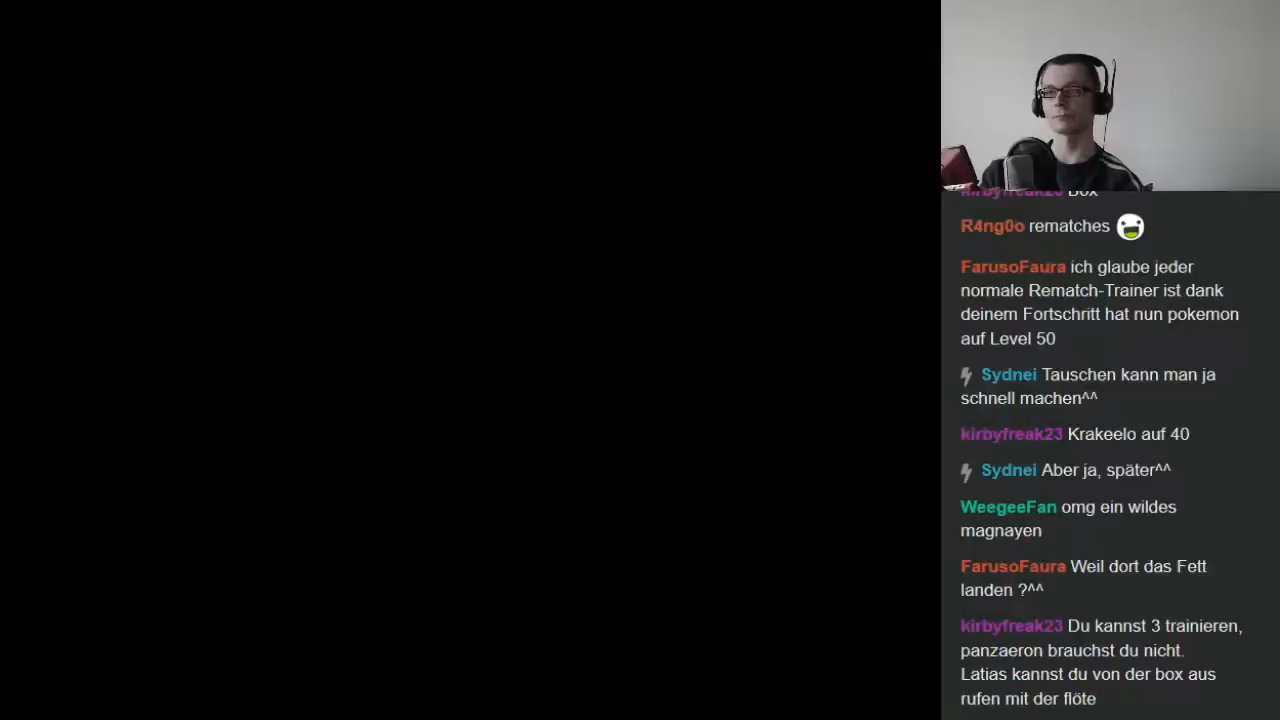 kirbyfreak23 Box
R4ng0o rematches
FarusoFaura ich glaube jeder
normale Rematch-Trainer ist dank
deinem Fortschritt hat nun pokemon
auf Level 50
Sydnei Tauschen kann man ja
schnell machen^^
kirbyfreak23 Krakeelo auf 40
Sydnei Aber ja, später^^
WeegeeFan omg ein wildes
magnayen
FarusoFaura Weil dort das Fett
landen ?^^
kirbyfreak23 Du kannst 3 trainieren,
panzaeron brauchst du nicht.
Latias kannst du von der box aus
rufen mit der flöte